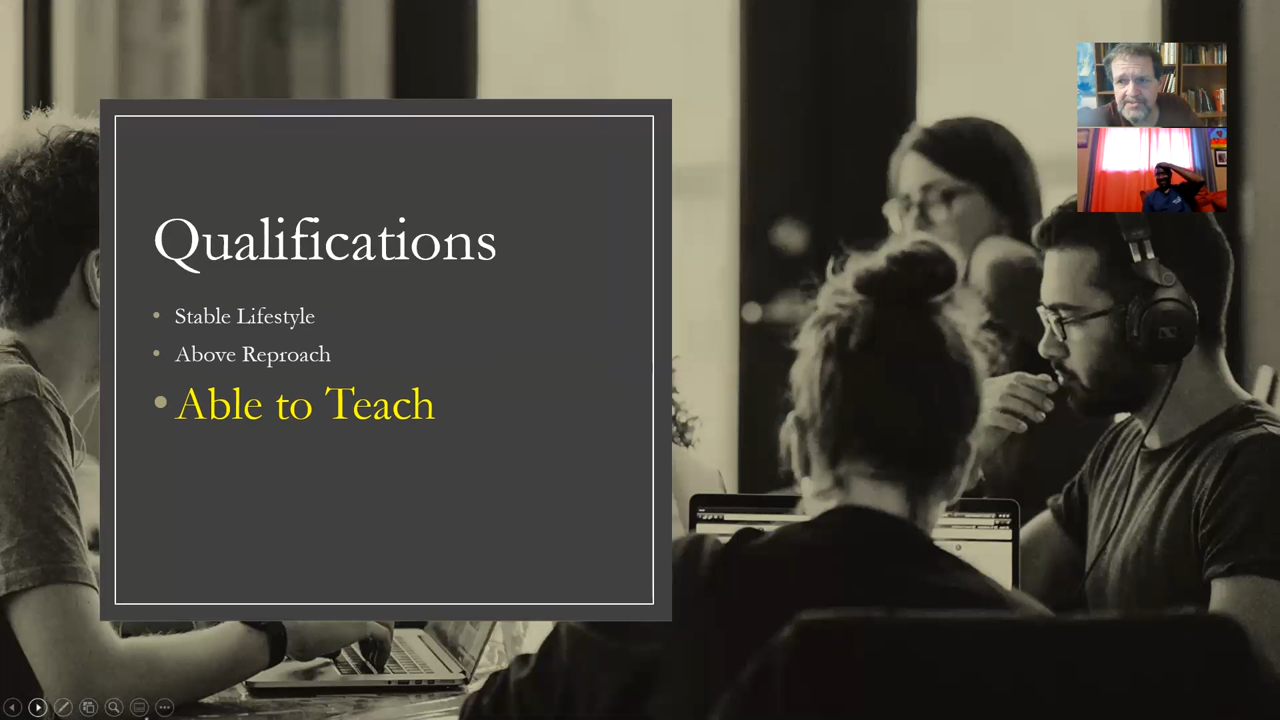 Qualifications
• Stable Lifestyle
• Above Reproach
• Able to Teach